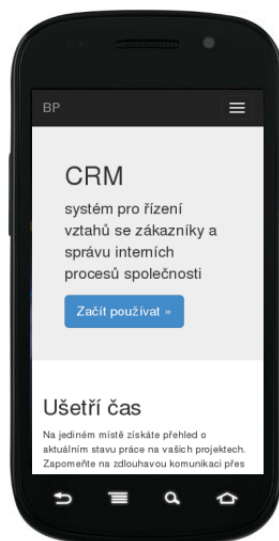 BP
CRM
systém pro řízení
vztahů se zákazníky a
správu interních
procesů společnosti
Začít používat »
Ušetří čas
Na jediném místě získáte přehled o
aktuálním stavu práce na vašich projektech.
Zapomeňte na zdlouhavou komunikaci přes